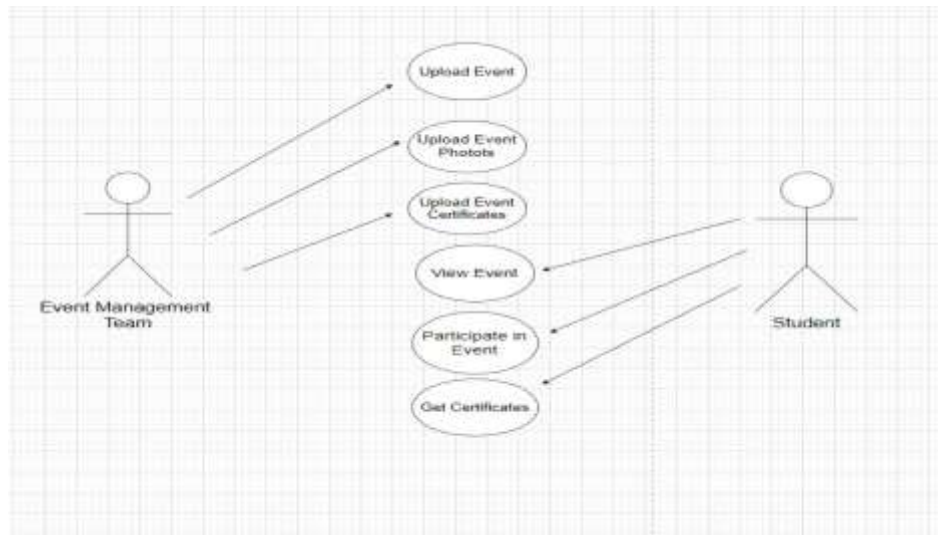 Upload Event
Upload Event
Photots
Upload Event
Certificates
View Event
Event Management
Team
Student
Participate in
Event
Get Certificates